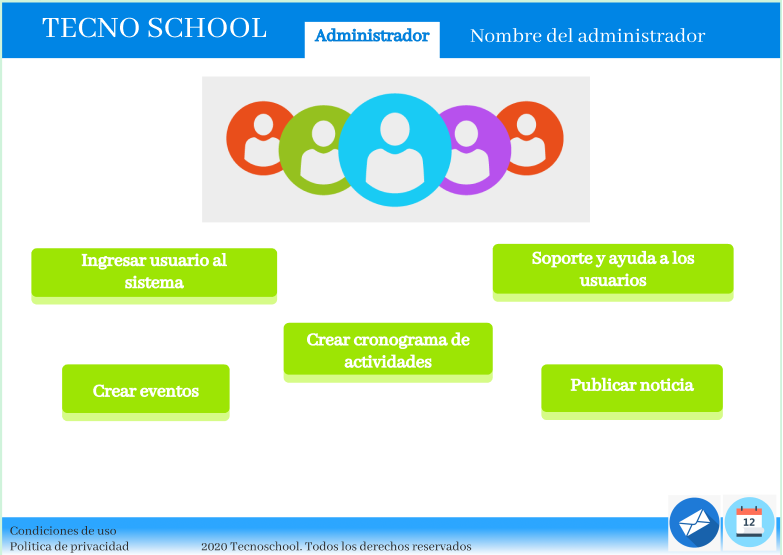 TECNO SCHOOL
Administrador
Nombre del administrador
Ingresar usuario al
sistema
Soporte y ayuda a los
usuarios
Crear cronograma de
actividades
Crear eventos
Publicar noticia
12
Condiciones de uso
Politica de privacidad
2020 Tecnoschool. Todos los derechos reservados